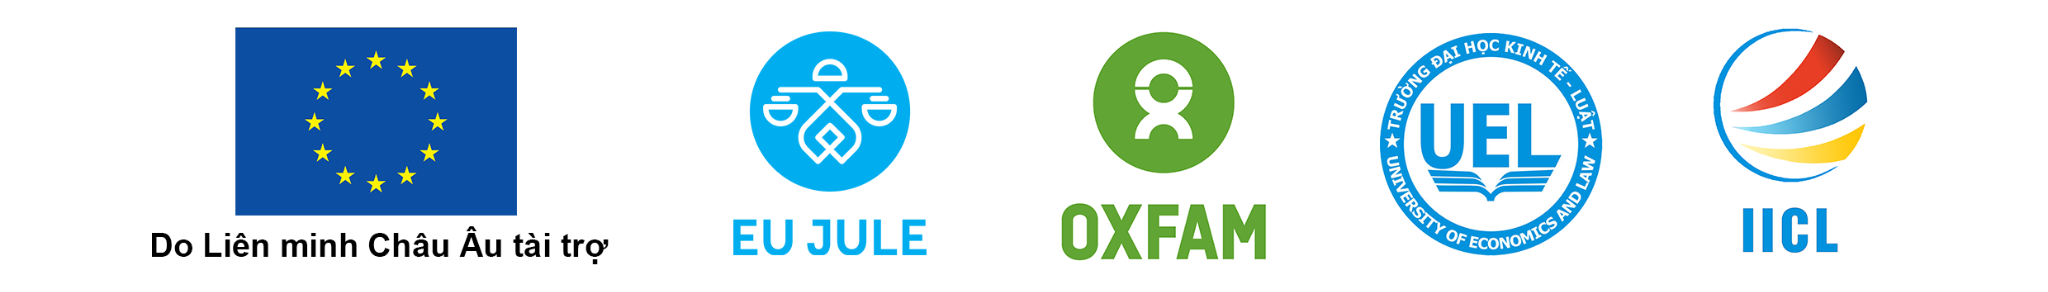 Do Liên minh Châu Âu tài trợ
EU JULE
OXFAM
TRƯỜNG ĐẠI HỌC KINH TẾ - LUẬT
UEL
UNIVERSITY OF ECONOMICS AND LAW
IICL